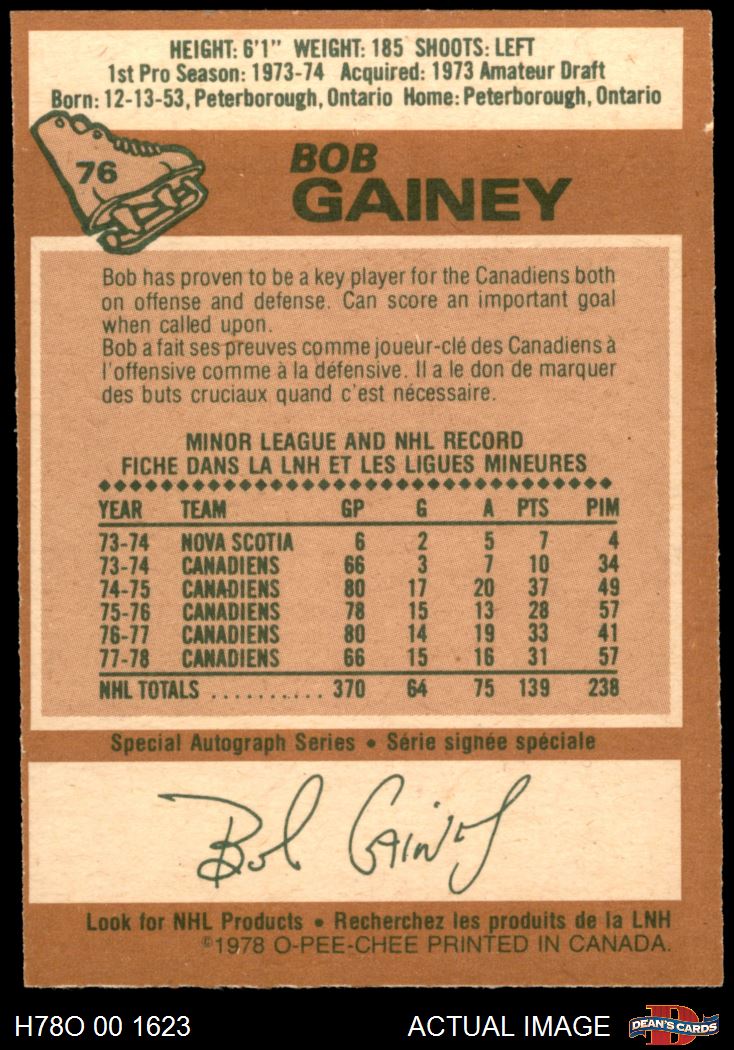 HEIGHT: 6'1" WEIGHT: 185 SHOOTS: LEFT
1st Pro Season: 1973-74 Acquired: 1973 Amateur Draft
Born: 12-13-53, Peterborough, Ontario Home: Peterborough, Ontario
76
BOB
GAINEY
Bob has proven to be a key player for the Canadiens both
on offense and defense. Can score an important goal
when called upon.
Bob a fait ses preuves comme joueur-clé des Canadiens à
l'offensive comme à la défensive. Il a le don de marquer
des buts cruciaux quand c'est nécessaire.
MINOR LEAGUE AND NHL RECORD
FICHE DANS LA LNH ET LES LIGUES MINEURES
YEAR TEAM GP G A PTS PIM
73-74 NOVA SCOTIA 6 2 5 7 4
73-74 CANADIENS 66 3 7 10 34
74-75 CANADIENS 80 17 20 37 49
75-76 CANADIENS 78 15 13 28 57
76-77 CANADIENS 80 14 19 33 41
77-78 CANADIENS 66 15 16 31 57
NHL TOTALS .......... 370 64 75 139 238
Special Autograph Series • Série signée spéciale
Bob Gainey
Look for NHL Products • Recherchez les produits de la LNH
©1978 O-PEE-CHEE PRINTED IN CANADA.
H78O 00 1623 ACTUAL IMAGE DEAN'S CARDS